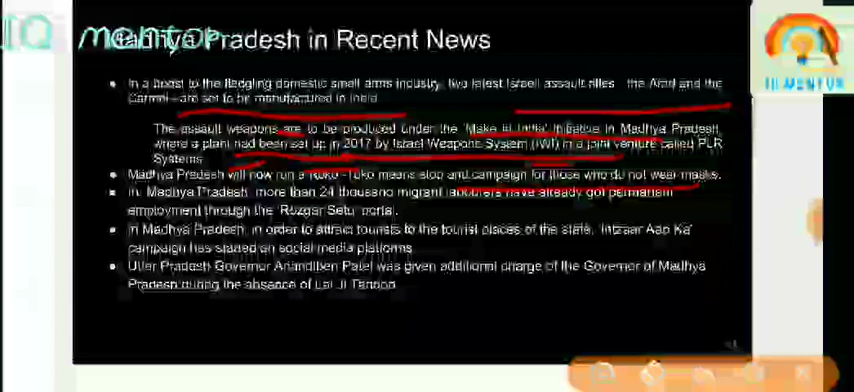 IQ mentor
Madhya Pradesh in Recent News
IQ MENTOR
• In a boost to the fledgling domestic small arms industry, two latest Israeli assault rifles - the Arad and the
Carmel - are set to be manufactured in India
The assault weapons are to be produced under the 'Make in India' Initiative in Madhya Pradesh,
where a plant had been set up in 2017 by Israel Weapons System (IWI) in a joint venture called PLR
Systems
• Madhya Pradesh will now run a 'Roko -Toko' means stop and campaign for those who do not wear masks.
• In Madhya Pradesh, more than 24 thousand migrant labourers have already got permanent
employment through the 'Rozgar Setu' portal.
• In Madhya Pradesh, in order to attract tourists to the tourist places of the state, 'Intzaar Aap Ka'
campaign has started on social media platforms
• Uttar Pradesh Governor Anandiben Patel was given additional charge of the Governor of Madhya
Pradesh during the absence of Lal Ji Tandon